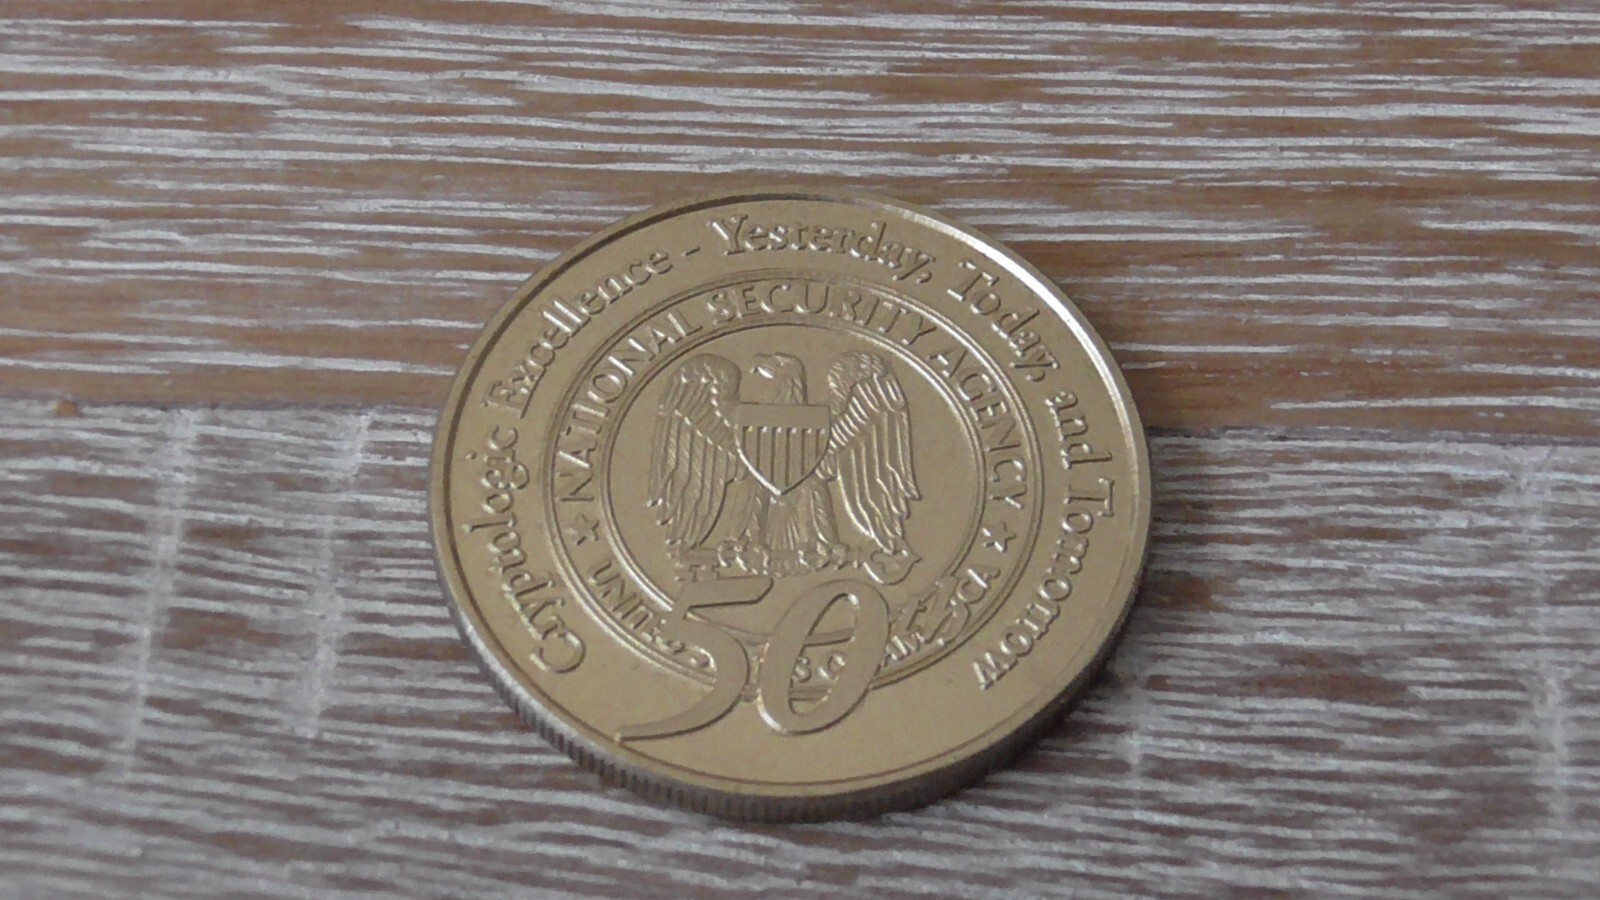 Cryptologic Excellence - Yesterday, Today, and Tomorrow
★ NATIONAL SECURITY AGENCY ★
50